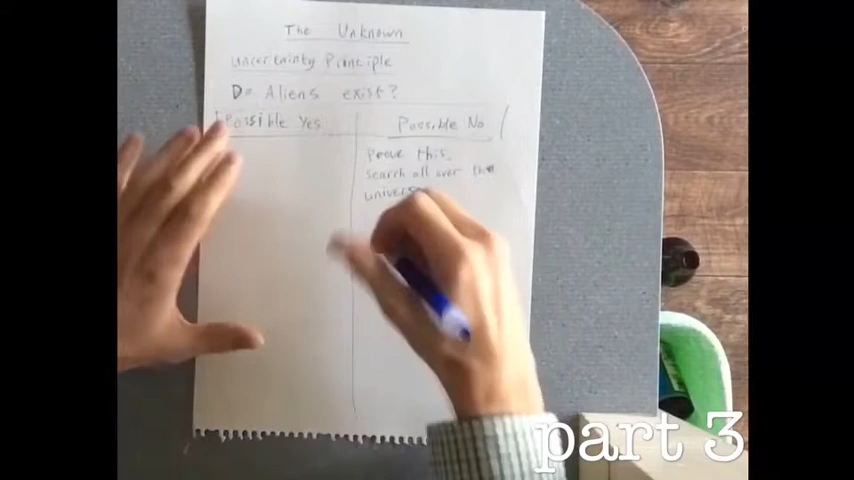 The Unknown
Uncertainty Principle
Do Aliens exist?
Possible Yes
Possible No
Prove this.
search all over the
universe
part 3